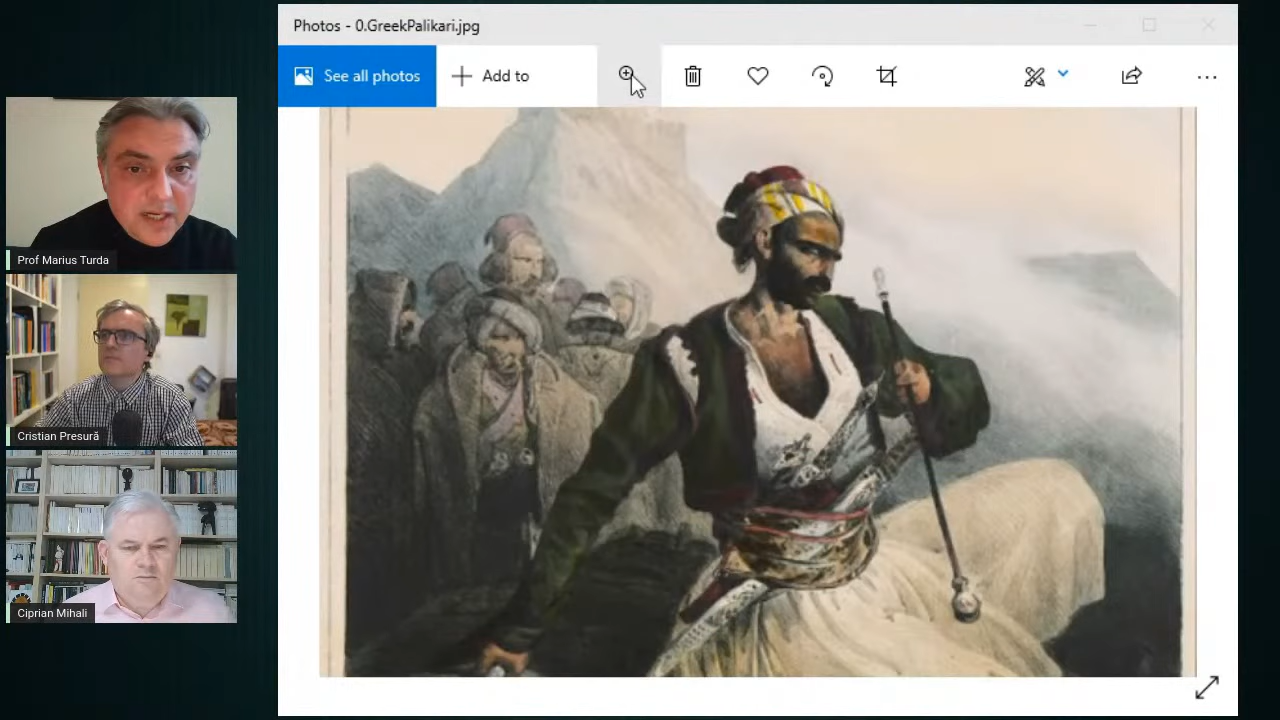 Photos - 0.GreekPalikari.jpg
See all photos
Add to
Prof Marius Turda
Cristian Presură
Ciprian Mihali